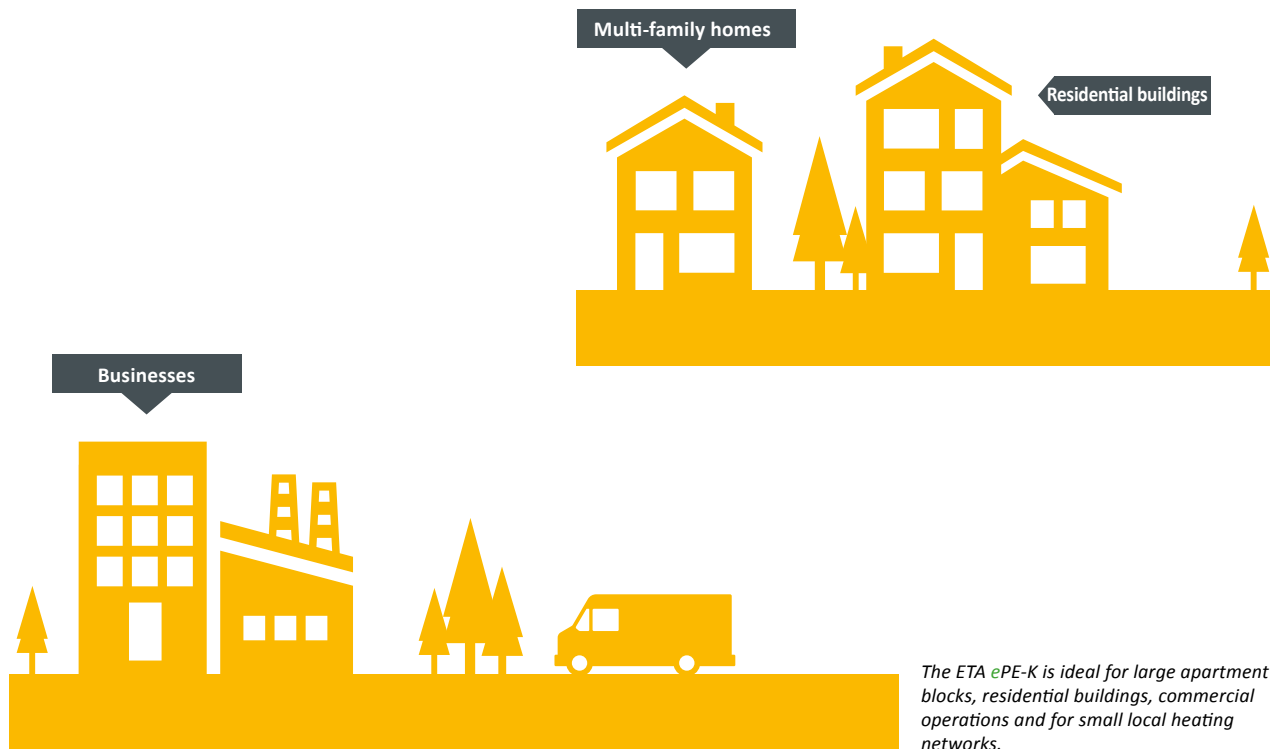 Multi-family homes
Residential buildings
Businesses
The ETA ePE-K is ideal for large apartment
blocks, residential buildings, commercial
operations and for small local heating
networks.